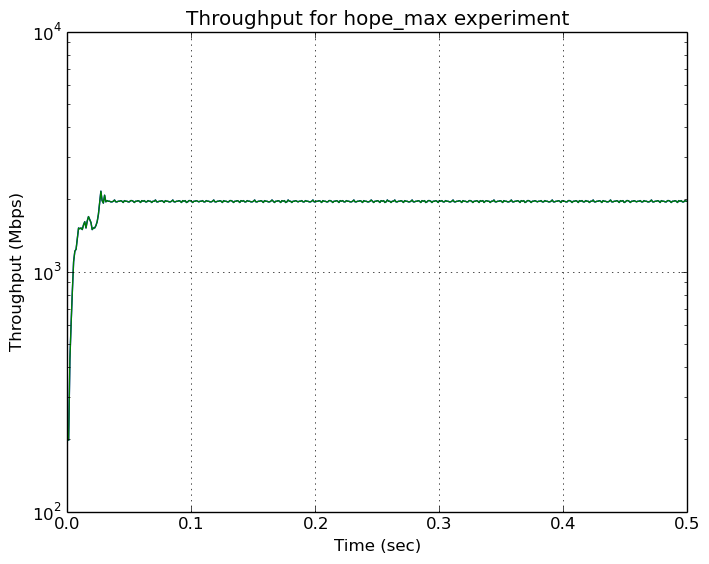 Throughput for hope_max experiment
10^4
10^3
10^2
Throughput (Mbps)
0.0 0.1 0.2 0.3 0.4 0.5
Time (sec)